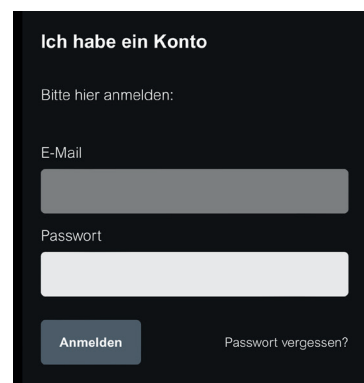 Ich habe ein Konto
Bitte hier anmelden:
E-Mail
Passwort
Anmelden
Passwort vergessen?